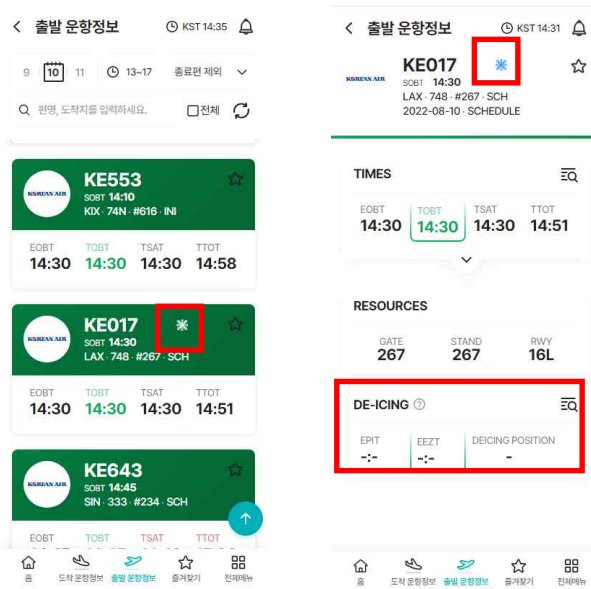 출발 운항정보
KST 14:35
9 10 11
13~17
종료편 제외
편명, 도착지를 입력하세요.
전체
KOREAN AIR
KE553
SOBT 14:10
KIX · 74N · #616 · INI
EOBT TOBT TSAT TTOT
14:30 14:30 14:30 14:58
KOREAN AIR
KE017
SOBT 14:30
LAX · 748 · #267 · SCH
EOBT TOBT TSAT TTOT
14:30 14:30 14:30 14:51
KOREAN AIR
KE643
SOBT 14:45
SIN · 333 · #234 · SCH
EOBT TOBT TSAT TTOT
홈 도착 운항정보 출발 운항정보 즐겨찾기 전체메뉴
출발 운항정보
KST 14:31
KOREAN AIR
KE017
SOBT 14:30
LAX · 748 · #267 · SCH
2022-08-10 · SCHEDULE
TIMES
EOBT TOBT TSAT TTOT
14:30 14:30 14:30 14:51
RESOURCES
GATE STAND RWY
267 267 16L
DE-ICING ?
EPIT EEZT DEICING POSITION
-:- -:- -
홈 도착 운항정보 출발 운항정보 즐겨찾기 전체메뉴